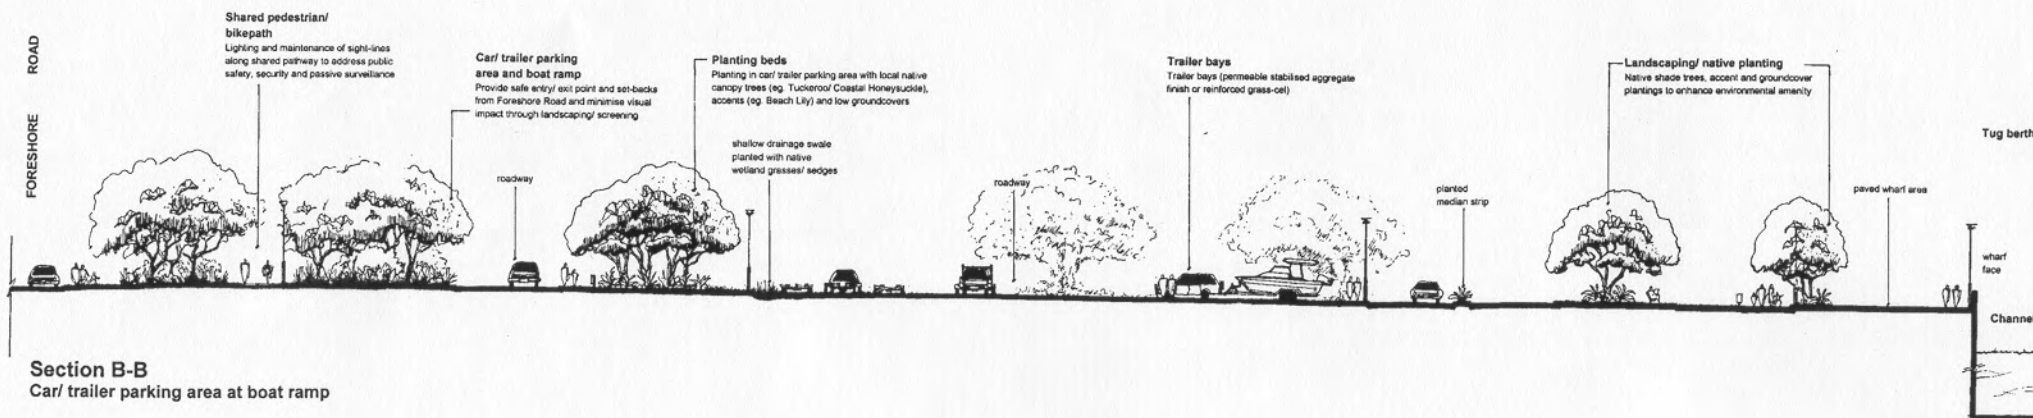 FORESHORE ROAD
Shared pedestrian/
bikepath
Lighting and maintenance of sight-lines
along shared pathway to address public
safety, security and passive surveillance
Car/ trailer parking
area and boat ramp
Provide safe entry/ exit point and set-backs
from Foreshore Road and minimise visual
impact through landscaping/ screening
roadway
Planting beds
Planting in car/ trailer parking area with local native
canopy trees (eg. Tuckeroo/ Coastal Honeysuckle),
accents (eg. Beach Lily) and low groundcovers
shallow drainage swale
planted with native
wetland grasses/ sedges
roadway
Trailer bays
Trailer bays (permeable stabilised aggregate
finish or reinforced grass-cel)
planted
median strip
Landscaping/ native planting
Native shade trees, accent and groundcover
plantings to enhance environmental amenity
paved wharf area
Tug berth
wharf
face
Channel
Section B-B
Car/ trailer parking area at boat ramp